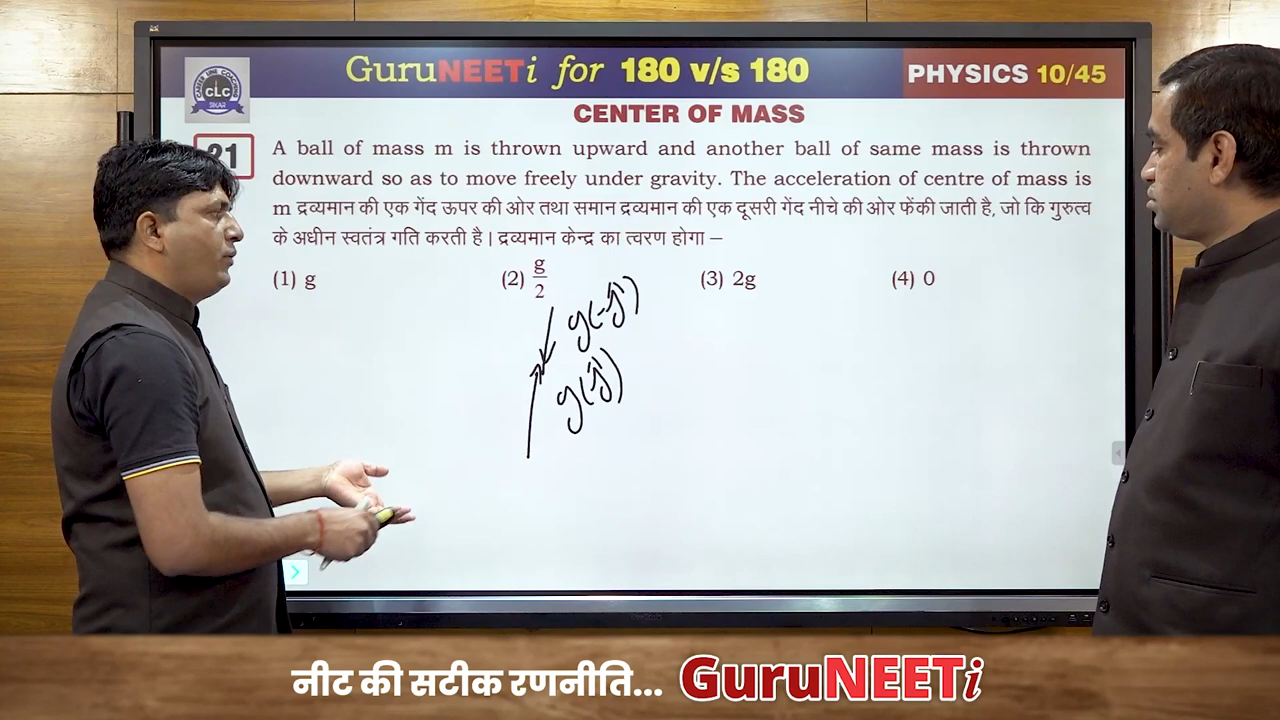 GuruNEETi for 180 v/s 180
PHYSICS 10/45
CLC
SIKAR
CENTER OF MASS
21
A ball of mass m is thrown upward and another ball of same mass is thrown
downward so as to move freely under gravity. The acceleration of centre of mass is
m द्रव्यमान की एक गेंद ऊपर की ओर तथा समान द्रव्यमान की एक दूसरी गेंद नीचे की ओर फेंकी जाती है, जो कि गुरुत्व
के अधीन स्वतंत्र गति करती है। द्रव्यमान केन्द्र का त्वरण होगा –
(1) g (2) g/2 (3) 2g (4) 0
g(-ĵ)
g(ĵ)
नीट की सटीक रणनीति... GuruNEETi